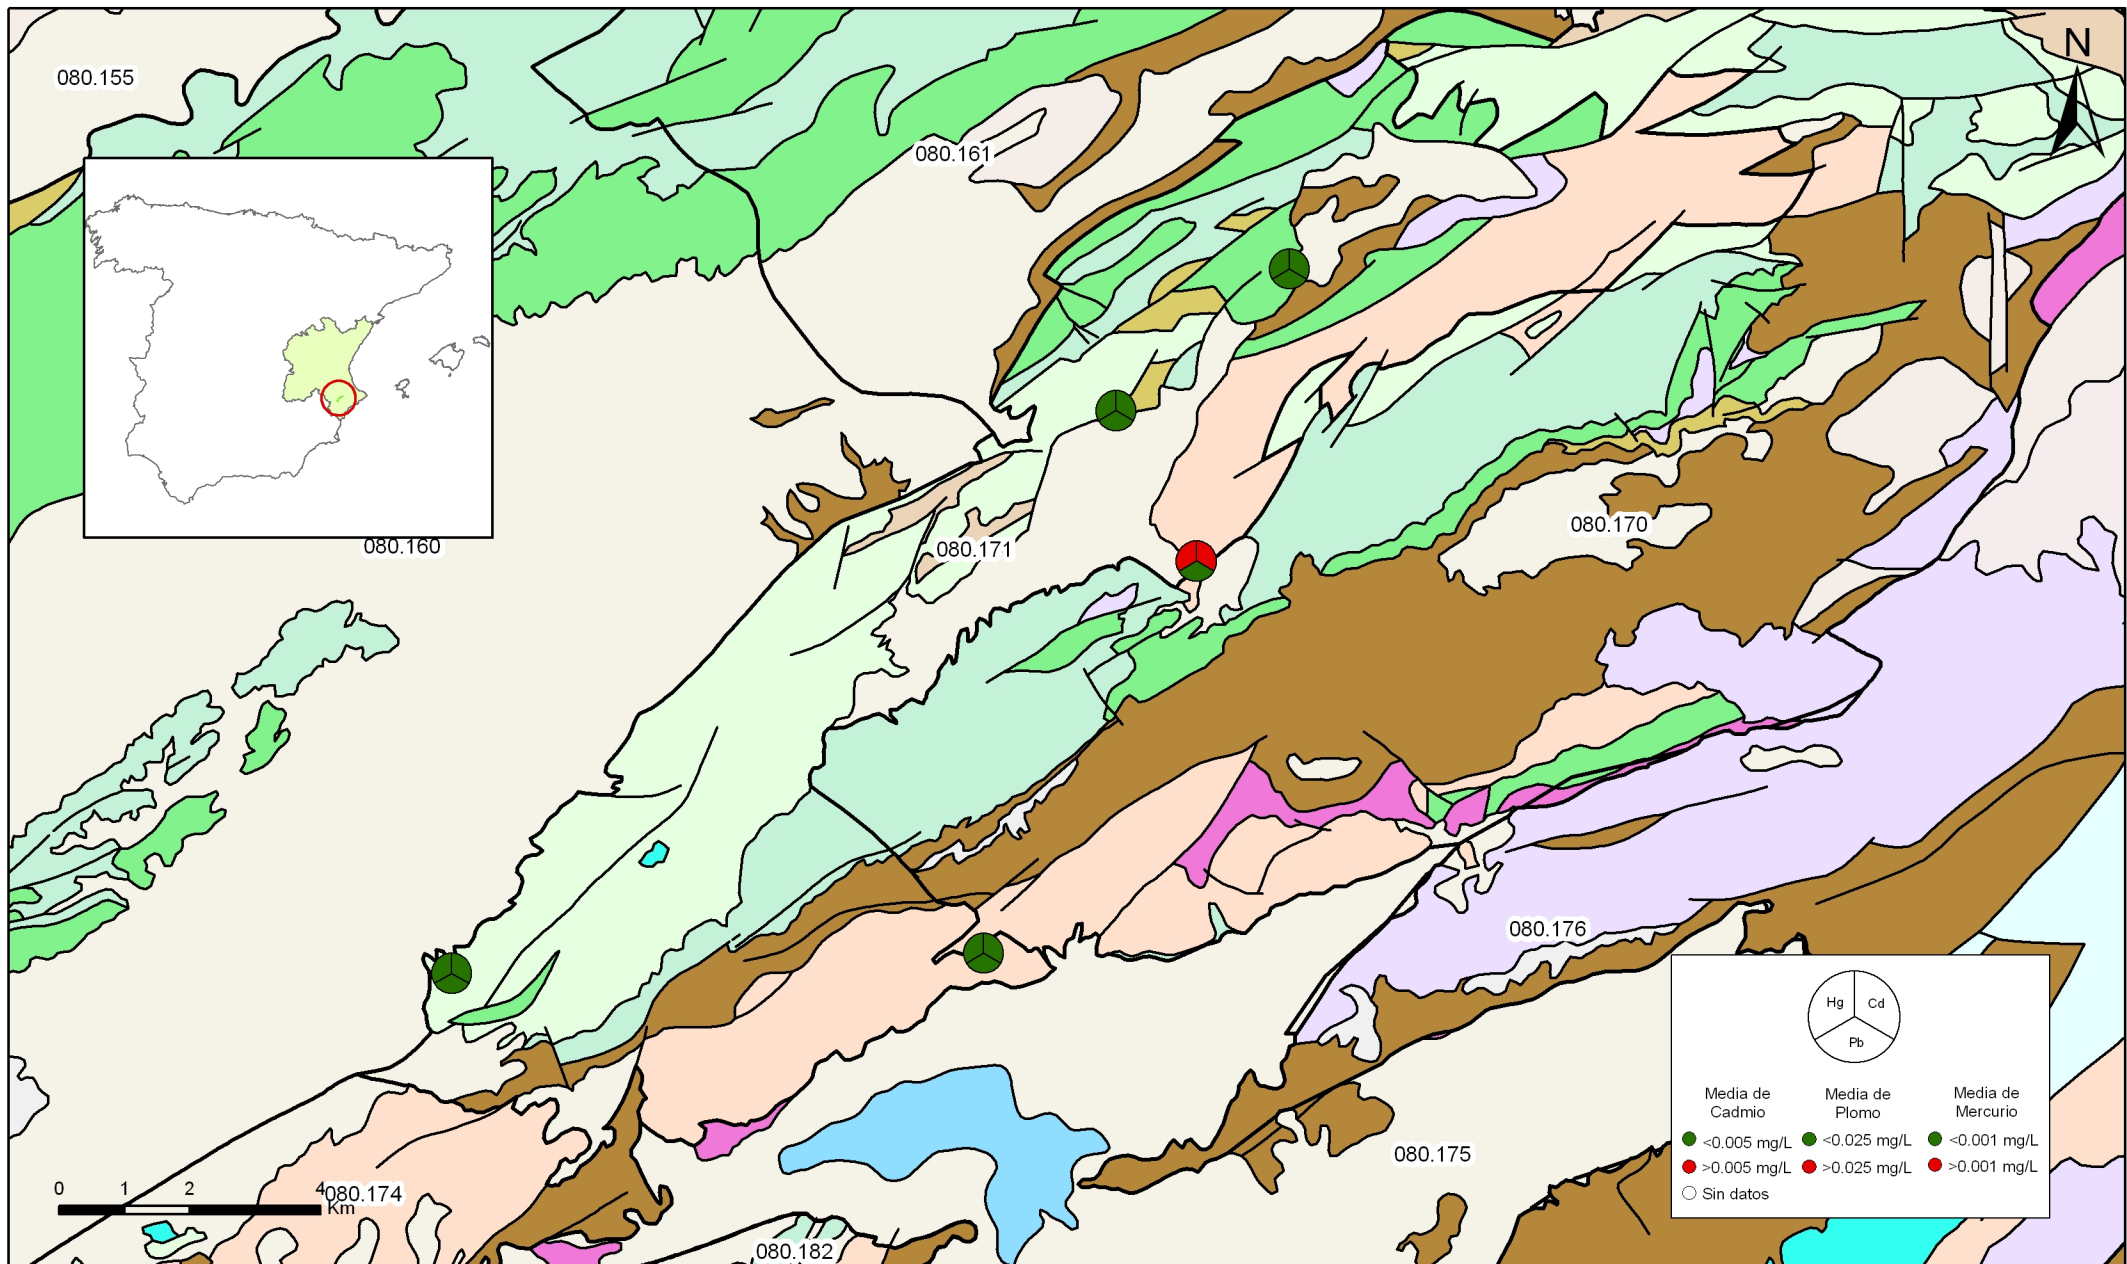 N
080.155
080.161
080.160
080.170
080.171
080.176
080.175
080.174
080.182
0 1 2 4
Km
Hg Cd
Pb
Media de Cadmio
Media de Plomo
Media de Mercurio
<0.005 mg/L <0.025 mg/L <0.001 mg/L
>0.005 mg/L >0.025 mg/L >0.001 mg/L
Sin datos